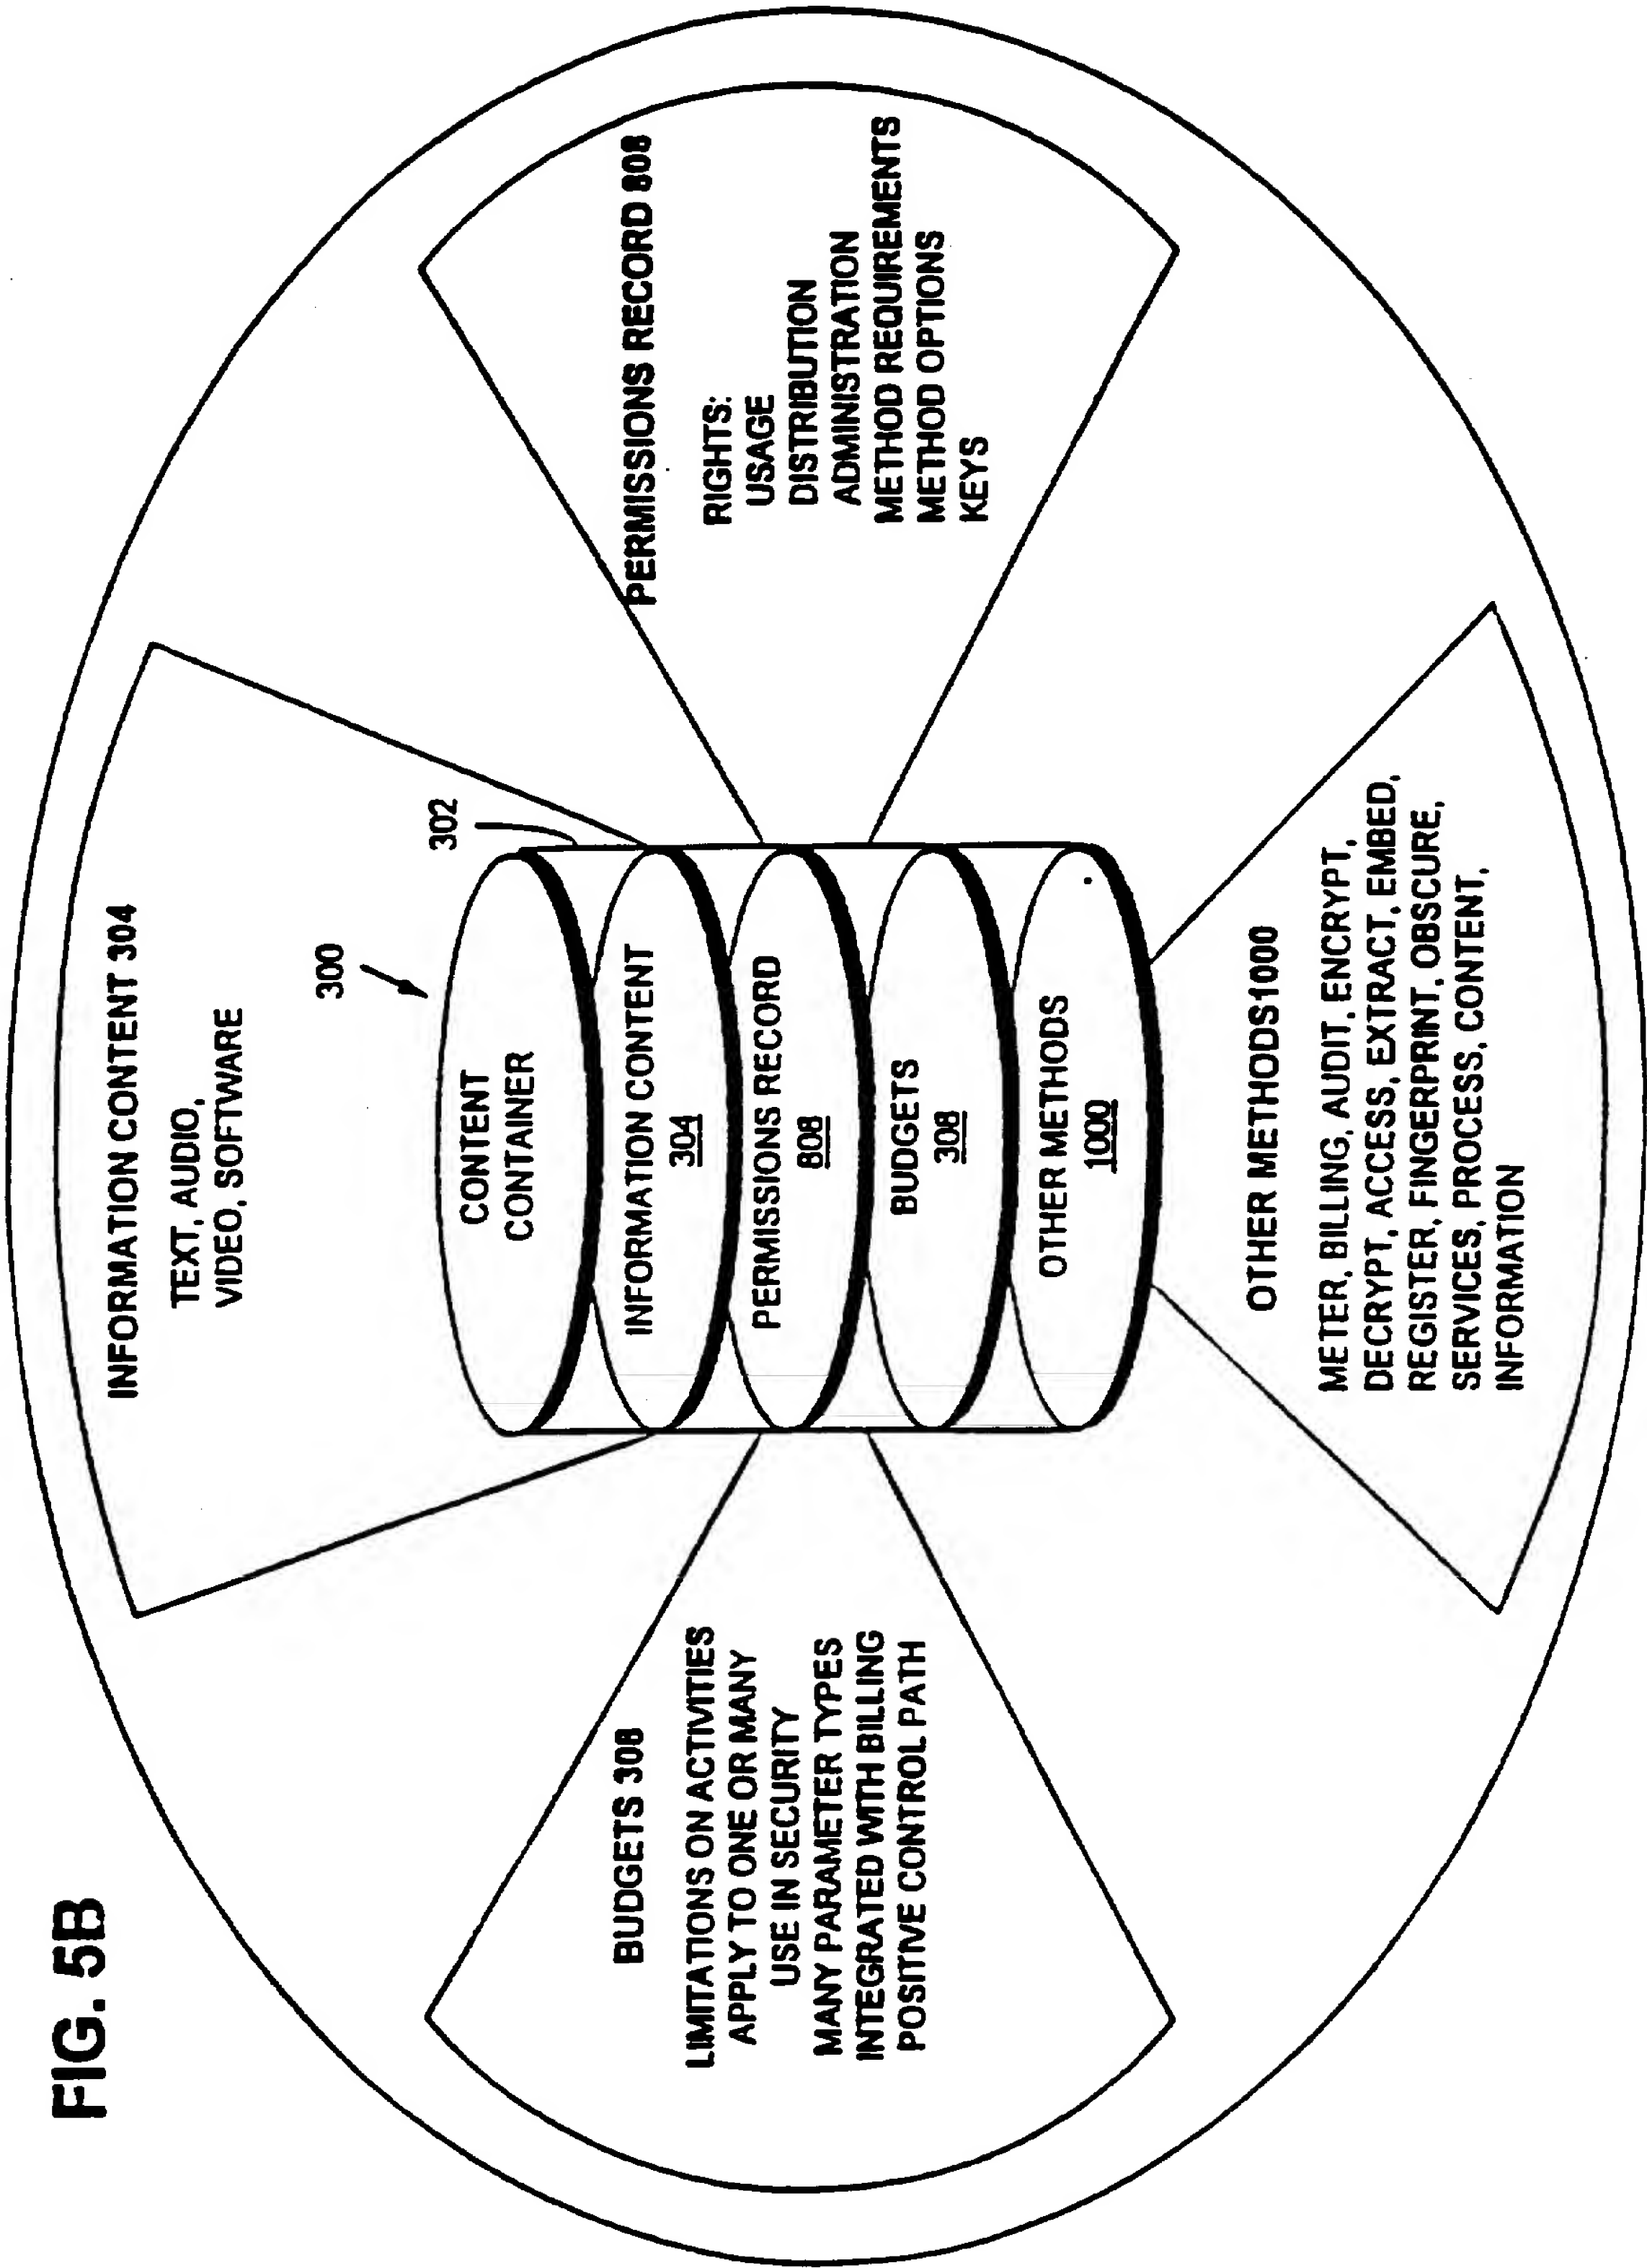 FIG. 5B
INFORMATION CONTENT 304
TEXT, AUDIO,
VIDEO, SOFTWARE
300
302
CONTENT
CONTAINER
INFORMATION CONTENT
304
PERMISSIONS RECORD
808
BUDGETS
308
OTHER METHODS
1000
BUDGETS 308
LIMITATIONS ON ACTIVITIES
APPLY TO ONE OR MANY
USE IN SECURITY
MANY PARAMETER TYPES
INTEGRATED WITH BILLING
POSITIVE CONTROL PATH
PERMISSIONS RECORD 808
RIGHTS:
USAGE
DISTRIBUTION
ADMINISTRATION
METHOD REQUIREMENTS
METHOD OPTIONS
KEYS
OTHER METHODS1000
METER, BILLING, AUDIT, ENCRYPT,
DECRYPT, ACCESS, EXTRACT, EMBED,
REGISTER, FINGERPRINT, OBSCURE,
SERVICES, PROCESS, CONTENT,
INFORMATION